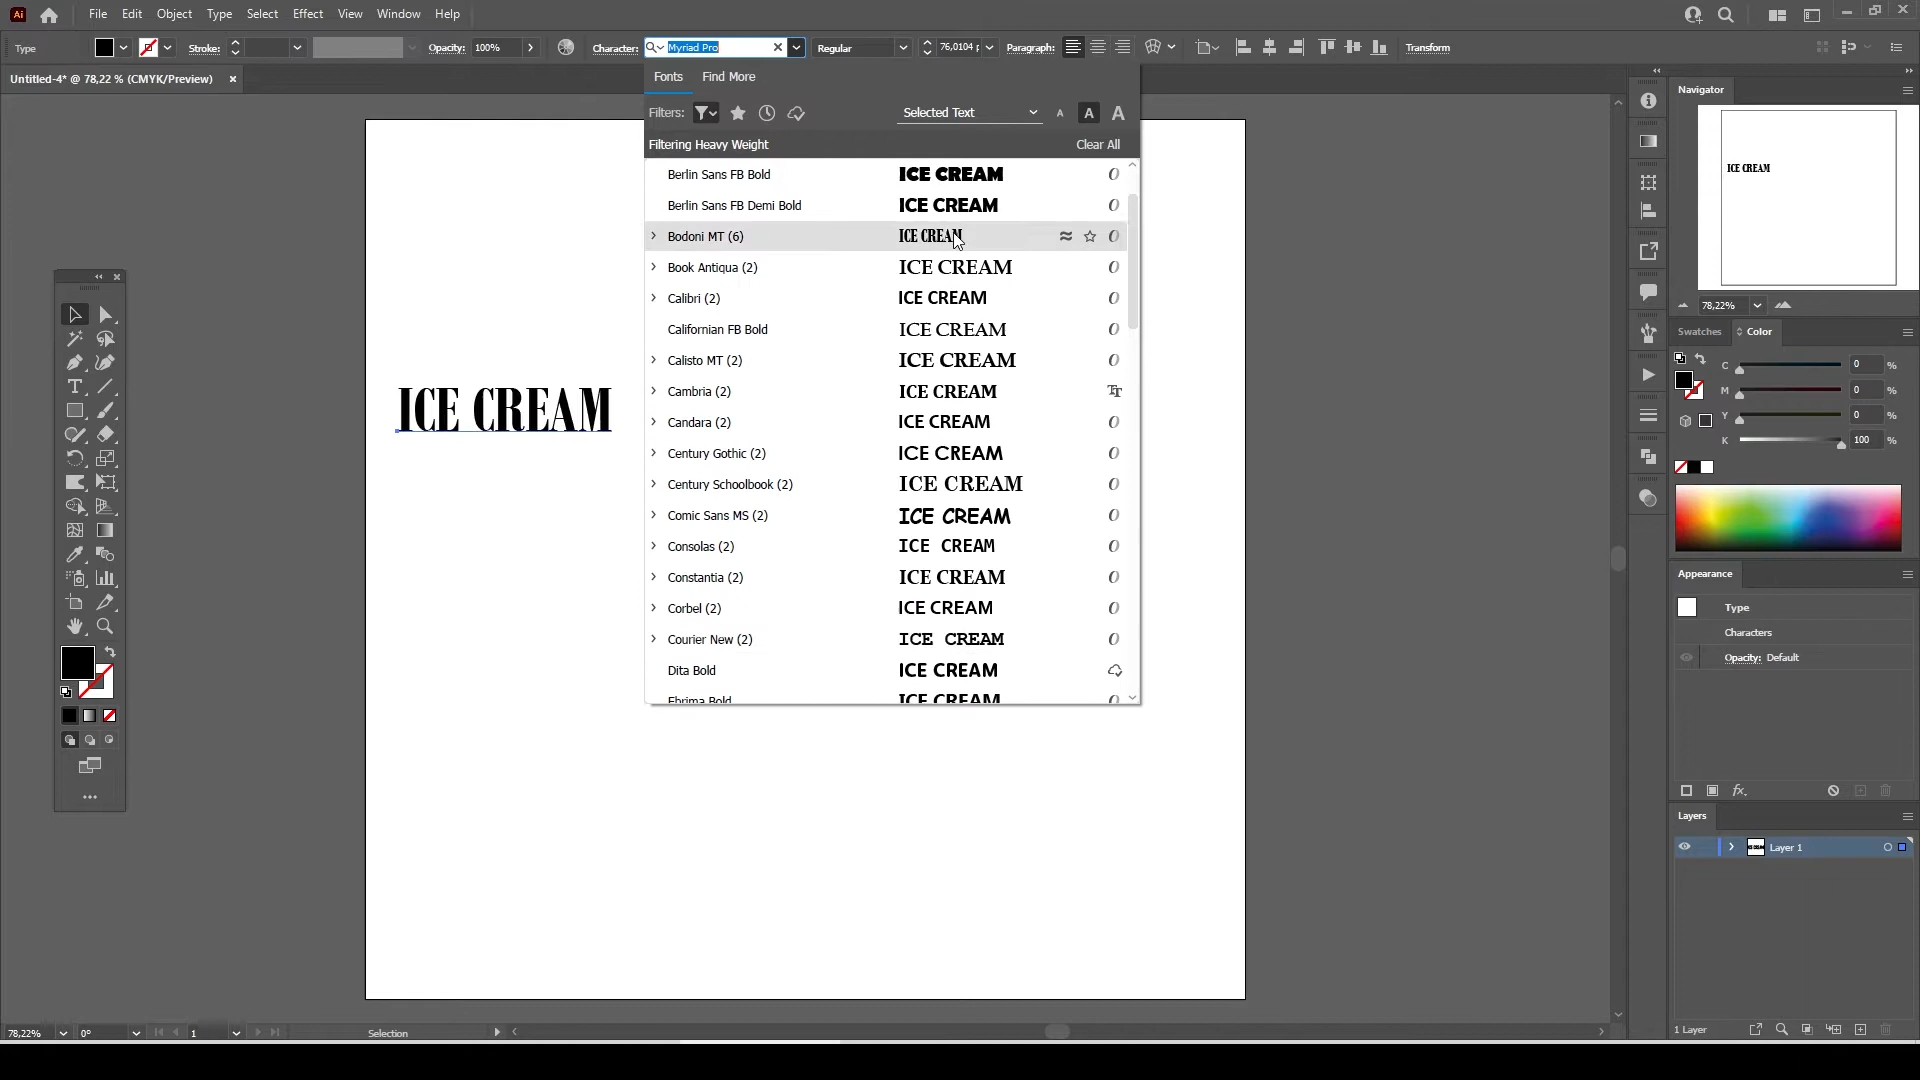 Ai File Edit Object Type Select Effect View Window Help
Type Stroke: Opacity: 100% Character: Myriad Pro Regular 76,0104 p Paragraph: Transform
Untitled-4* @ 78,22 % (CMYK/Preview)
Fonts Find More
Filters: Selected Text A A A
Filtering Heavy Weight Clear All
Berlin Sans FB Bold ICE CREAM
Berlin Sans FB Demi Bold ICE CREAM
Bodoni MT (6) ICE CREAM
Book Antiqua (2) ICE CREAM
Calibri (2) ICE CREAM
Californian FB Bold ICE CREAM
Calisto MT (2) ICE CREAM
Cambria (2) ICE CREAM
Candara (2) ICE CREAM
Century Gothic (2) ICE CREAM
Century Schoolbook (2) ICE CREAM
Comic Sans MS (2) ICE CREAM
Consolas (2) ICE CREAM
Constantia (2) ICE CREAM
Corbel (2) ICE CREAM
Courier New (2) ICE CREAM
Dita Bold ICE CREAM
Ebrima Bold ICE CREAM
ICE CREAM
Navigator
ICE CREAM
78,22%
Swatches Color
C 0 %
M 0 %
Y 0 %
K 100 %
Appearance
Type
Characters
Opacity: Default
fx
Layers
Layer 1
1 Layer
78,22% 0° 1 Selection